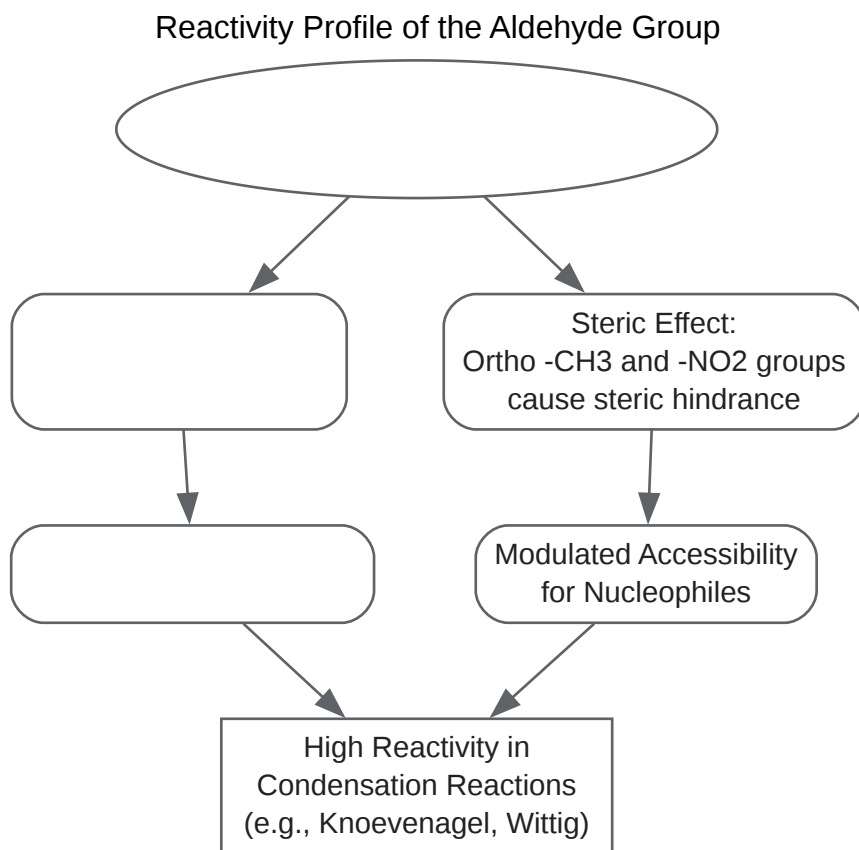 Reactivity Profile of the Aldehyde Group
Steric Effect:
Ortho -CH3 and -NO2 groups
cause steric hindrance
Modulated Accessibility
for Nucleophiles
High Reactivity in
Condensation Reactions
(e.g., Knoevenagel, Wittig)